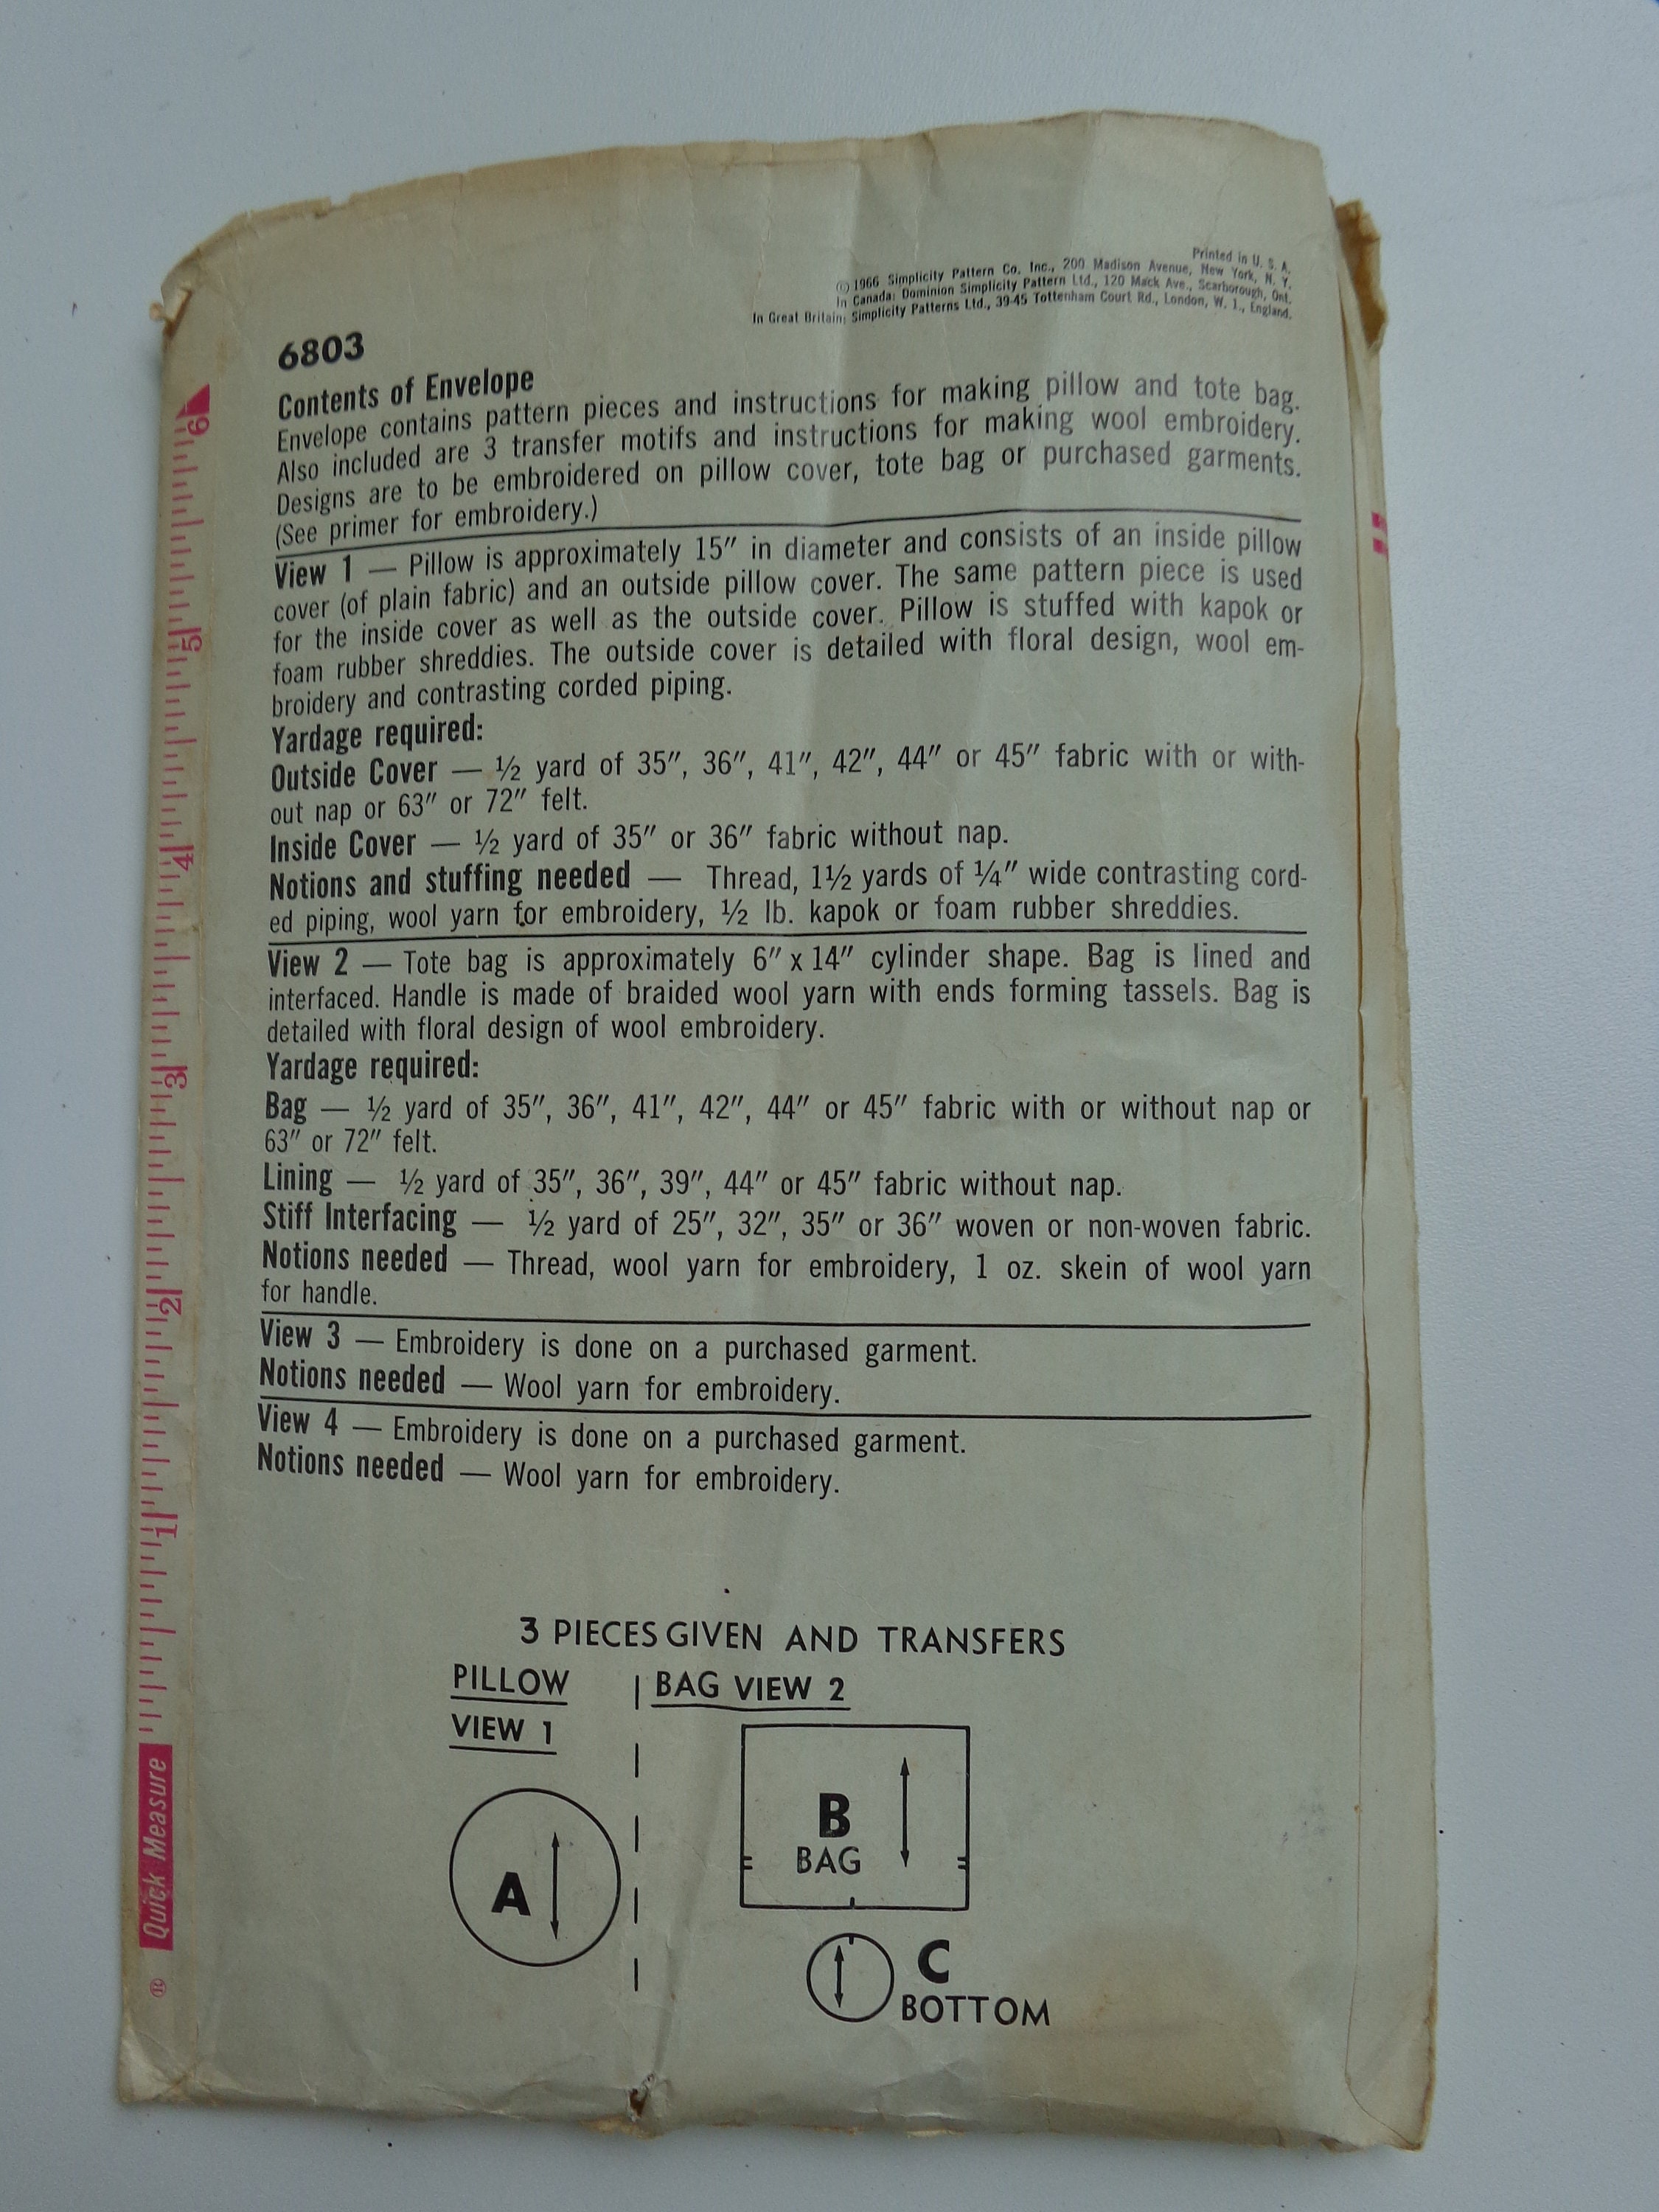 Printed in U. S. A.
© 1966 Simplicity Pattern Co. Inc., 200 Madison Avenue, New York, N. Y.
In Canada: Dominion Simplicity Pattern Ltd., 120 Mack Ave., Scarborough, Ont.
In Great Britain: Simplicity Patterns Ltd., 39-45 Tottenham Court Rd., London, W. 1., England.
6803
Contents of Envelope
Envelope contains pattern pieces and instructions for making pillow and tote bag.
Also included are 3 transfer motifs and instructions for making wool embroidery.
Designs are to be embroidered on pillow cover, tote bag or purchased garments.
(See primer for embroidery.)
View 1 — Pillow is approximately 15" in diameter and consists of an inside pillow
cover (of plain fabric) and an outside pillow cover. The same pattern piece is used
for the inside cover as well as the outside cover. Pillow is stuffed with kapok or
foam rubber shreddies. The outside cover is detailed with floral design, wool em-
broidery and contrasting corded piping.
Yardage required:
Outside Cover — ½ yard of 35", 36", 41", 42", 44" or 45" fabric with or with-
out nap or 63" or 72" felt.
Inside Cover — ½ yard of 35" or 36" fabric without nap.
Notions and stuffing needed — Thread, 1½ yards of ¼" wide contrasting cord-
ed piping, wool yarn for embroidery, ½ lb. kapok or foam rubber shreddies.
View 2 — Tote bag is approximately 6" x 14" cylinder shape. Bag is lined and
interfaced. Handle is made of braided wool yarn with ends forming tassels. Bag is
detailed with floral design of wool embroidery.
Yardage required:
Bag — ½ yard of 35", 36", 41", 42", 44" or 45" fabric with or without nap or
63" or 72" felt.
Lining — ½ yard of 35", 36", 39", 44" or 45" fabric without nap.
Stiff Interfacing — ½ yard of 25", 32", 35" or 36" woven or non-woven fabric.
Notions needed — Thread, wool yarn for embroidery, 1 oz. skein of wool yarn
for handle.
View 3 — Embroidery is done on a purchased garment.
Notions needed — Wool yarn for embroidery.
View 4 — Embroidery is done on a purchased garment.
Notions needed — Wool yarn for embroidery.
3 PIECES GIVEN AND TRANSFERS
PILLOW
VIEW 1
A
BAG VIEW 2
B
BAG
C
BOTTOM
® Quick Measure 1 2 3 4 5 6